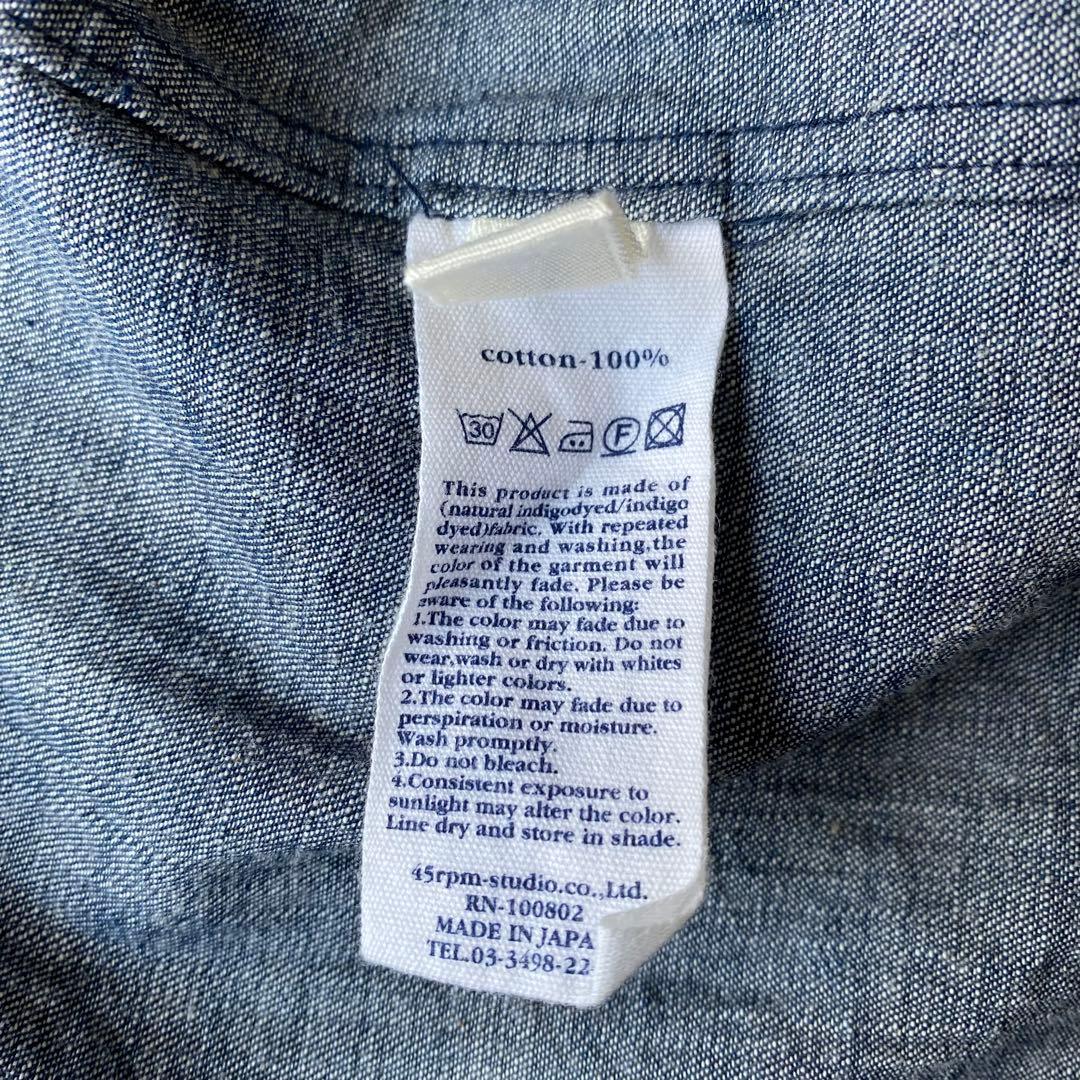 cotton-100%
30 F
This product is made of
(natural indigodyed/indigo
dyed)fabric. With repeated
wearing and washing,the
color of the garment will
pleasantly fade. Please be
aware of the following:
1.The color may fade due to
washing or friction. Do not
wear,wash or dry with whites
or lighter colors.
2.The color may fade due to
perspiration or moisture.
Wash promptly.
3.Do not bleach.
4.Consistent exposure to
sunlight may alter the color.
Line dry and store in shade.
45rpm-studio.co.,Ltd.
RN-100802
MADE IN JAPA
TEL.03-3498-22